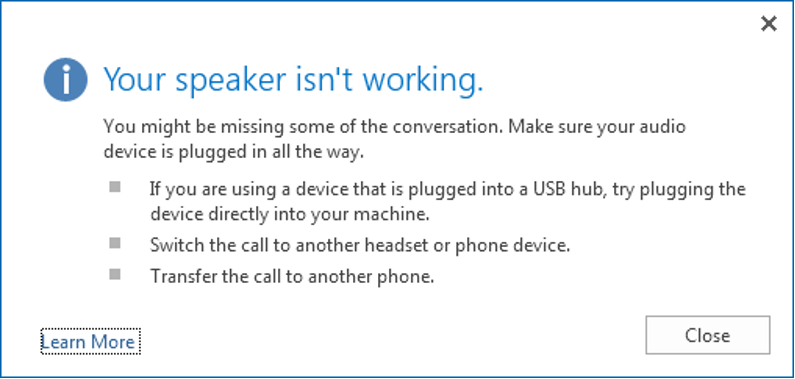 Your speaker isn't working.
You might be missing some of the conversation. Make sure your audio
device is plugged in all the way.
If you are using a device that is plugged into a USB hub, try plugging the
device directly into your machine.
Switch the call to another headset or phone device.
Transfer the call to another phone.
Learn More
Close